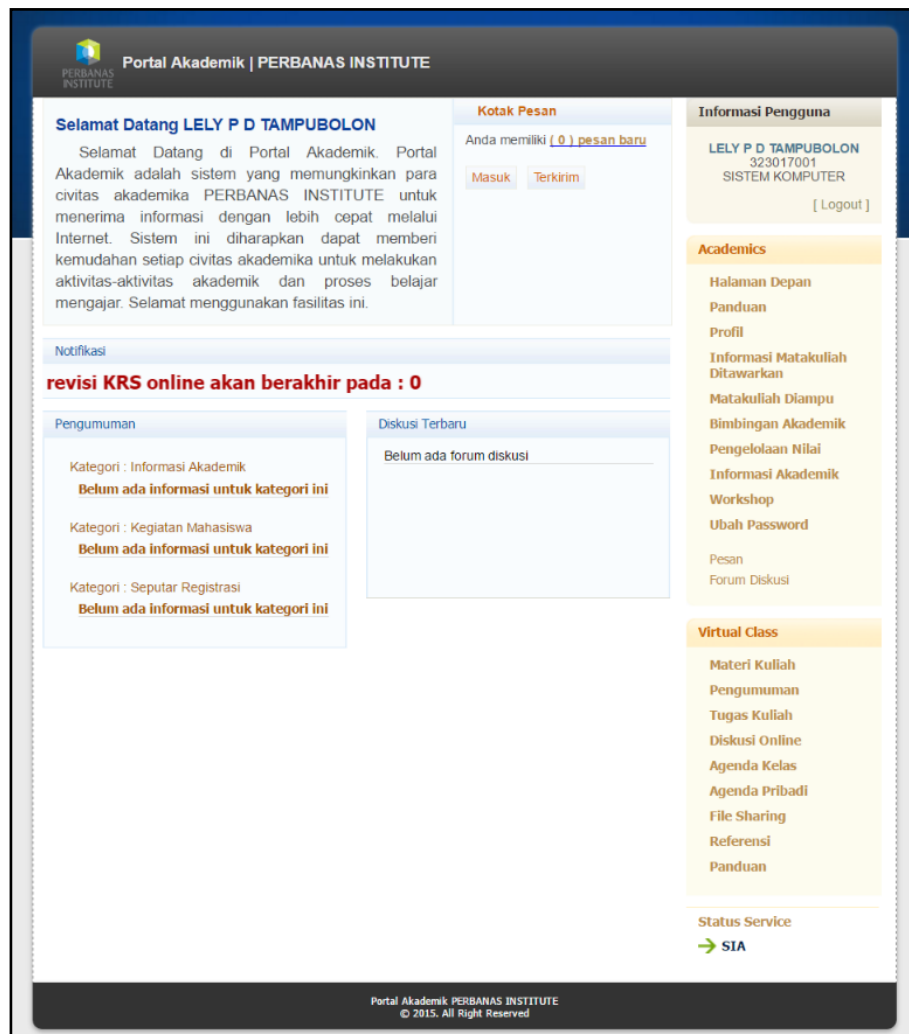 PERBANAS
INSTITUTE
Portal Akademik | PERBANAS INSTITUTE
Selamat Datang LELY P D TAMPUBOLON
Selamat Datang di Portal Akademik. Portal
Akademik adalah sistem yang memungkinkan para
civitas akademika PERBANAS INSTITUTE untuk
menerima informasi dengan lebih cepat melalui
Internet. Sistem ini diharapkan dapat memberi
kemudahan setiap civitas akademika untuk melakukan
aktivitas-aktivitas akademik dan proses belajar
mengajar. Selamat menggunakan fasilitas ini.
Kotak Pesan
Anda memiliki ( 0 ) pesan baru
Masuk Terkirim
Notifikasi
revisi KRS online akan berakhir pada : 0
Pengumuman
Kategori : Informasi Akademik
Belum ada informasi untuk kategori ini
Kategori : Kegiatan Mahasiswa
Belum ada informasi untuk kategori ini
Kategori : Seputar Registrasi
Belum ada informasi untuk kategori ini
Diskusi Terbaru
Belum ada forum diskusi
Informasi Pengguna
LELY P D TAMPUBOLON
323017001
SISTEM KOMPUTER
[ Logout ]
Academics
Halaman Depan
Panduan
Profil
Informasi Matakuliah
Ditawarkan
Matakuliah Diampu
Bimbingan Akademik
Pengelolaan Nilai
Informasi Akademik
Workshop
Ubah Password
Pesan
Forum Diskusi
Virtual Class
Materi Kuliah
Pengumuman
Tugas Kuliah
Diskusi Online
Agenda Kelas
Agenda Pribadi
File Sharing
Referensi
Panduan
Status Service
SIA
Portal Akademik PERBANAS INSTITUTE
© 2015. All Right Reserved